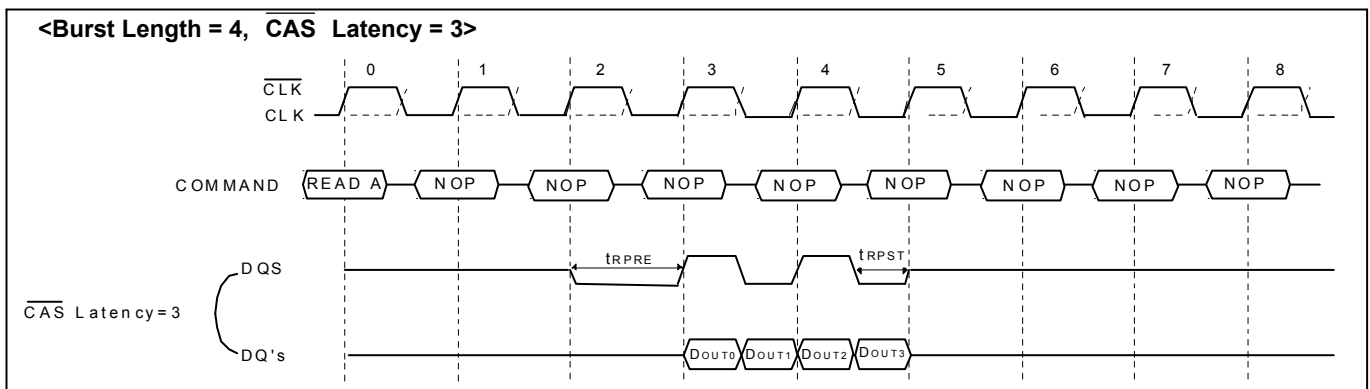 <Burst Length = 4, CAS Latency = 3>
0 1 2 3 4 5 6 7 8
CLK
CLK
COMMAND READ A NOP NOP NOP NOP NOP NOP NOP NOP
DQS tRPRE tRPST
CAS Latency=3
DQ's DOUT0 DOUT1 DOUT2 DOUT3